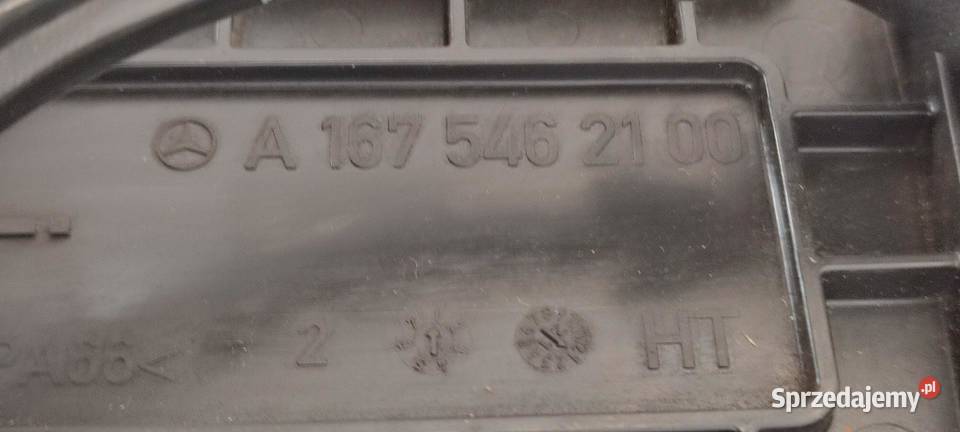 A 167 546 21 00
PA66< 2 HT
Sprzedajemy.pl